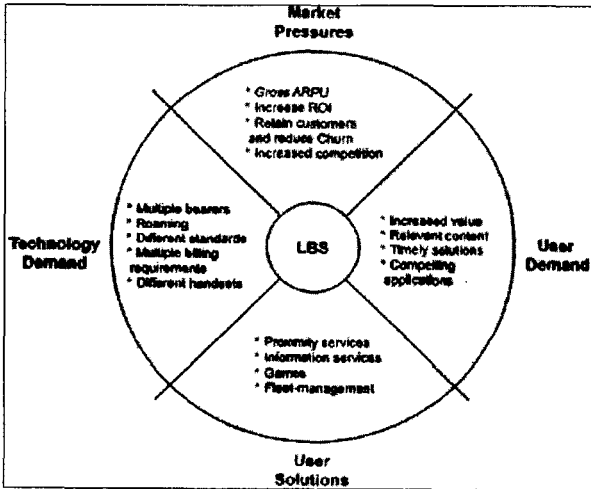 Market
Pressures
* Gross ARPU
* Increase ROI
* Retain customers
and reduce Churn
* Increased competition
Technology
Demand
* Multiple bearers
* Roaming
* Different standards
* Multiple billing
requirements
* Different handsets
LBS
* Increased value
* Relevant content
* Timely solutions
* Compelling
applications
User
Demand
* Proximity services
* Information services
* Games
* Fleet-management
User
Solutions